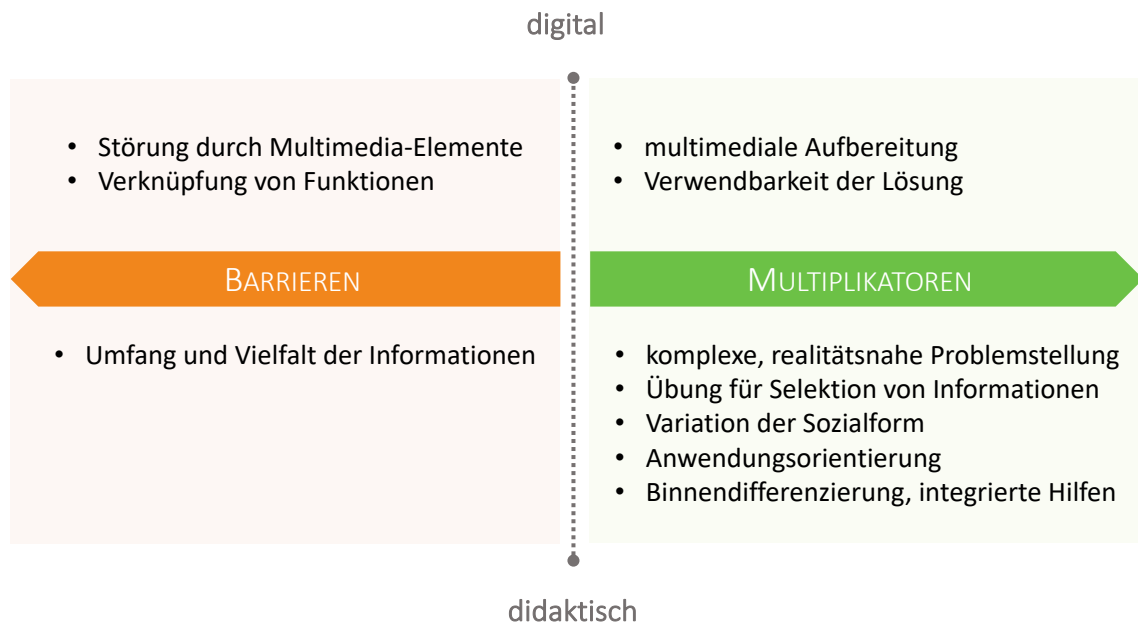 digital
• Störung durch Multimedia-Elemente
• Verknüpfung von Funktionen
• multimediale Aufbereitung
• Verwendbarkeit der Lösung
BARRIEREN
MULTIPLIKATOREN
• Umfang und Vielfalt der Informationen
• komplexe, realitätsnahe Problemstellung
• Übung für Selektion von Informationen
• Variation der Sozialform
• Anwendungsorientierung
• Binnendifferenzierung, integrierte Hilfen
didaktisch